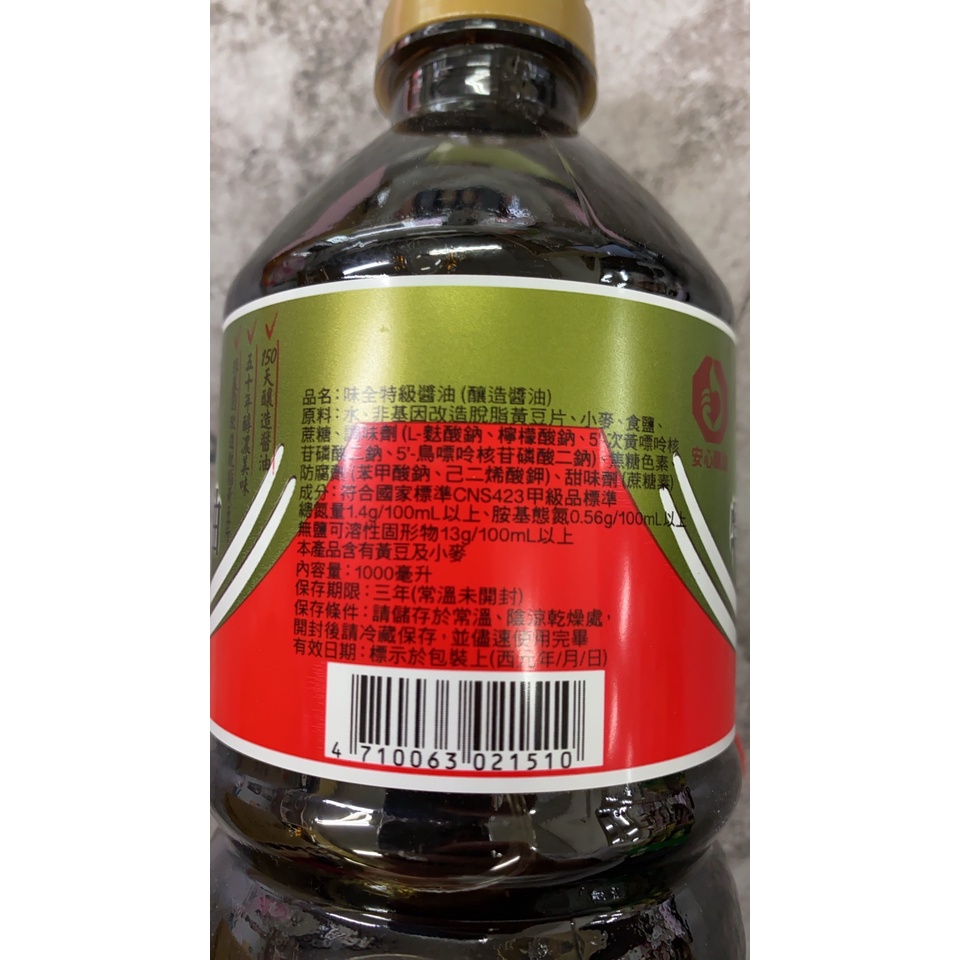 150天釀造醬油
五十年醇濃美味
品名：味全特級醬油(釀造醬油)
原料：水、非基因改造脫脂黃豆片、小麥、食鹽、
蔗糖、調味劑(L-麩酸鈉、檸檬酸鈉、5'-次黃嘌呤核
苷磷酸二鈉、5'-鳥嘌呤核苷磷酸二鈉)、焦糖色素、
防腐劑(苯甲酸鈉、己二烯酸鉀)、甜味劑(蔗糖素)
成分：符合國家標準CNS423甲級品標準
總氮量1.4g/100mL以上、胺基態氮0.56g/100mL以上
無鹽可溶性固形物13g/100mL以上
本產品含有黃豆及小麥
內容量：1000毫升
保存期限：三年(常溫未開封)
保存條件：請儲存於常溫、陰涼乾燥處，
開封後請冷藏保存，並儘速使用完畢
有效日期：標示於包裝上(西元年/月/日)
4 710063 021510
安心